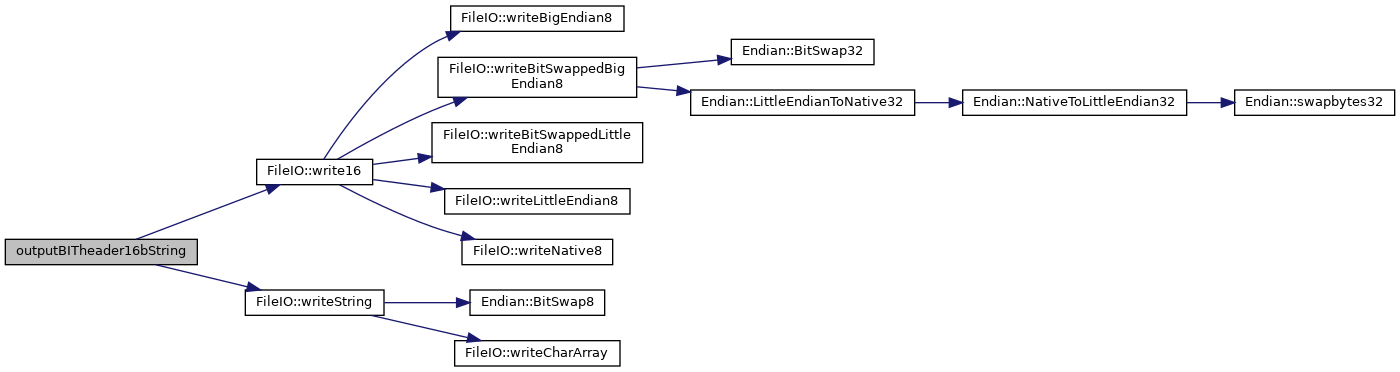 FileIO::writeBigEndian8
Endian::BitSwap32
FileIO::writeBitSwappedBig
Endian8
Endian::LittleEndianToNative32
Endian::NativeToLittleEndian32
Endian::swapbytes32
FileIO::writeBitSwappedLittle
Endian8
FileIO::write16
FileIO::writeLittleEndian8
outputBITheader16bString
FileIO::writeNative8
FileIO::writeString
Endian::BitSwap8
FileIO::writeCharArray